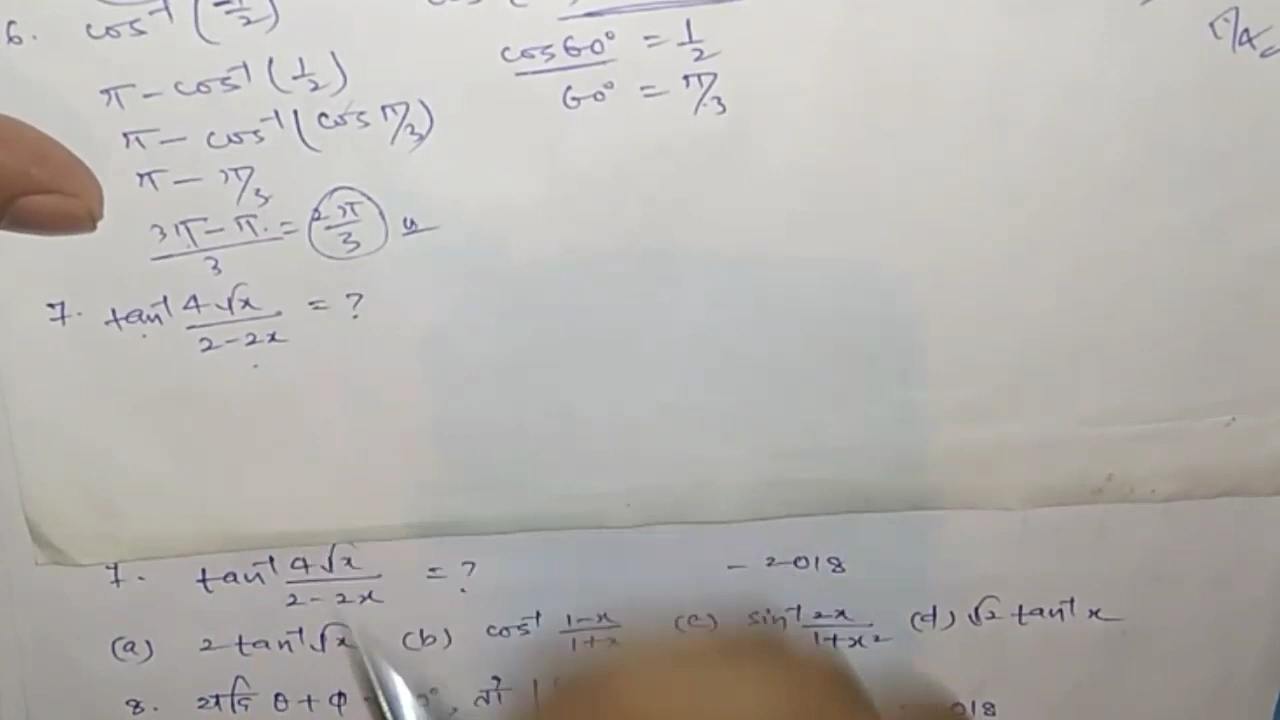 6. cos⁻¹(-1/2)
π - cos⁻¹(1/2)
π - cos⁻¹(cos π/3)
π - π/3
(3π - π)/3 = 2π/3
cos 60° = 1/2
60° = π/3
7. tan⁻¹ 4√x/(2-2x) = ?
7. tan⁻¹ 4√x/(2-2x) = ? - 2018
(a) 2 tan⁻¹√x (b) cos⁻¹ (1-x)/(1+x) (c) sin⁻¹ 2x/(1+x²) (d) √2 tan⁻¹ x
8. यदि θ + φ